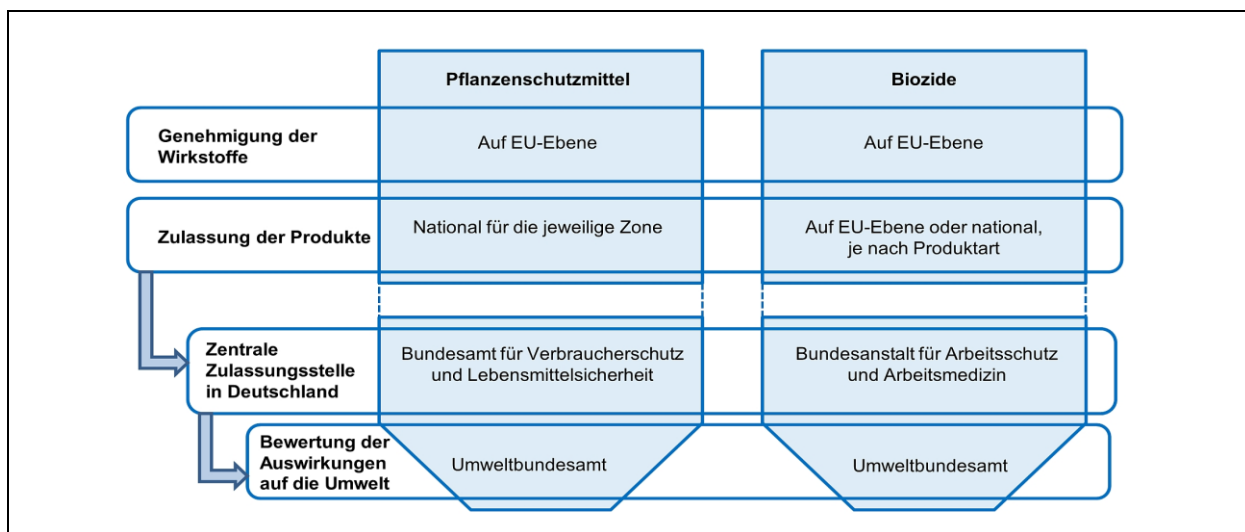 Pflanzenschutzmittel
Biozide
Genehmigung der
Wirkstoffe
Auf EU-Ebene
Auf EU-Ebene
Zulassung der Produkte
National für die jeweilige Zone
Auf EU-Ebene oder national,
je nach Produktart
Zentrale
Zulassungsstelle
in Deutschland
Bundesamt für Verbraucherschutz
und Lebensmittelsicherheit
Bundesanstalt für Arbeitsschutz
und Arbeitsmedizin
Bewertung der
Auswirkungen
auf die Umwelt
Umweltbundesamt
Umweltbundesamt